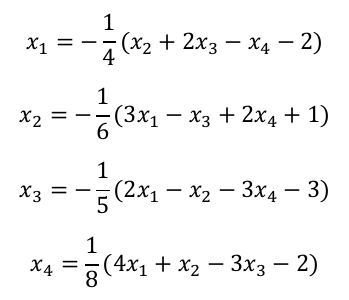 x₁ = −1/4(x₂ + 2x₃ − x₄ − 2)
x₂ = −1/6(3x₁ − x₃ + 2x₄ + 1)
x₃ = −1/5(2x₁ − x₂ − 3x₄ − 3)
x₄ = 1/8(4x₁ + x₂ − 3x₃ − 2)